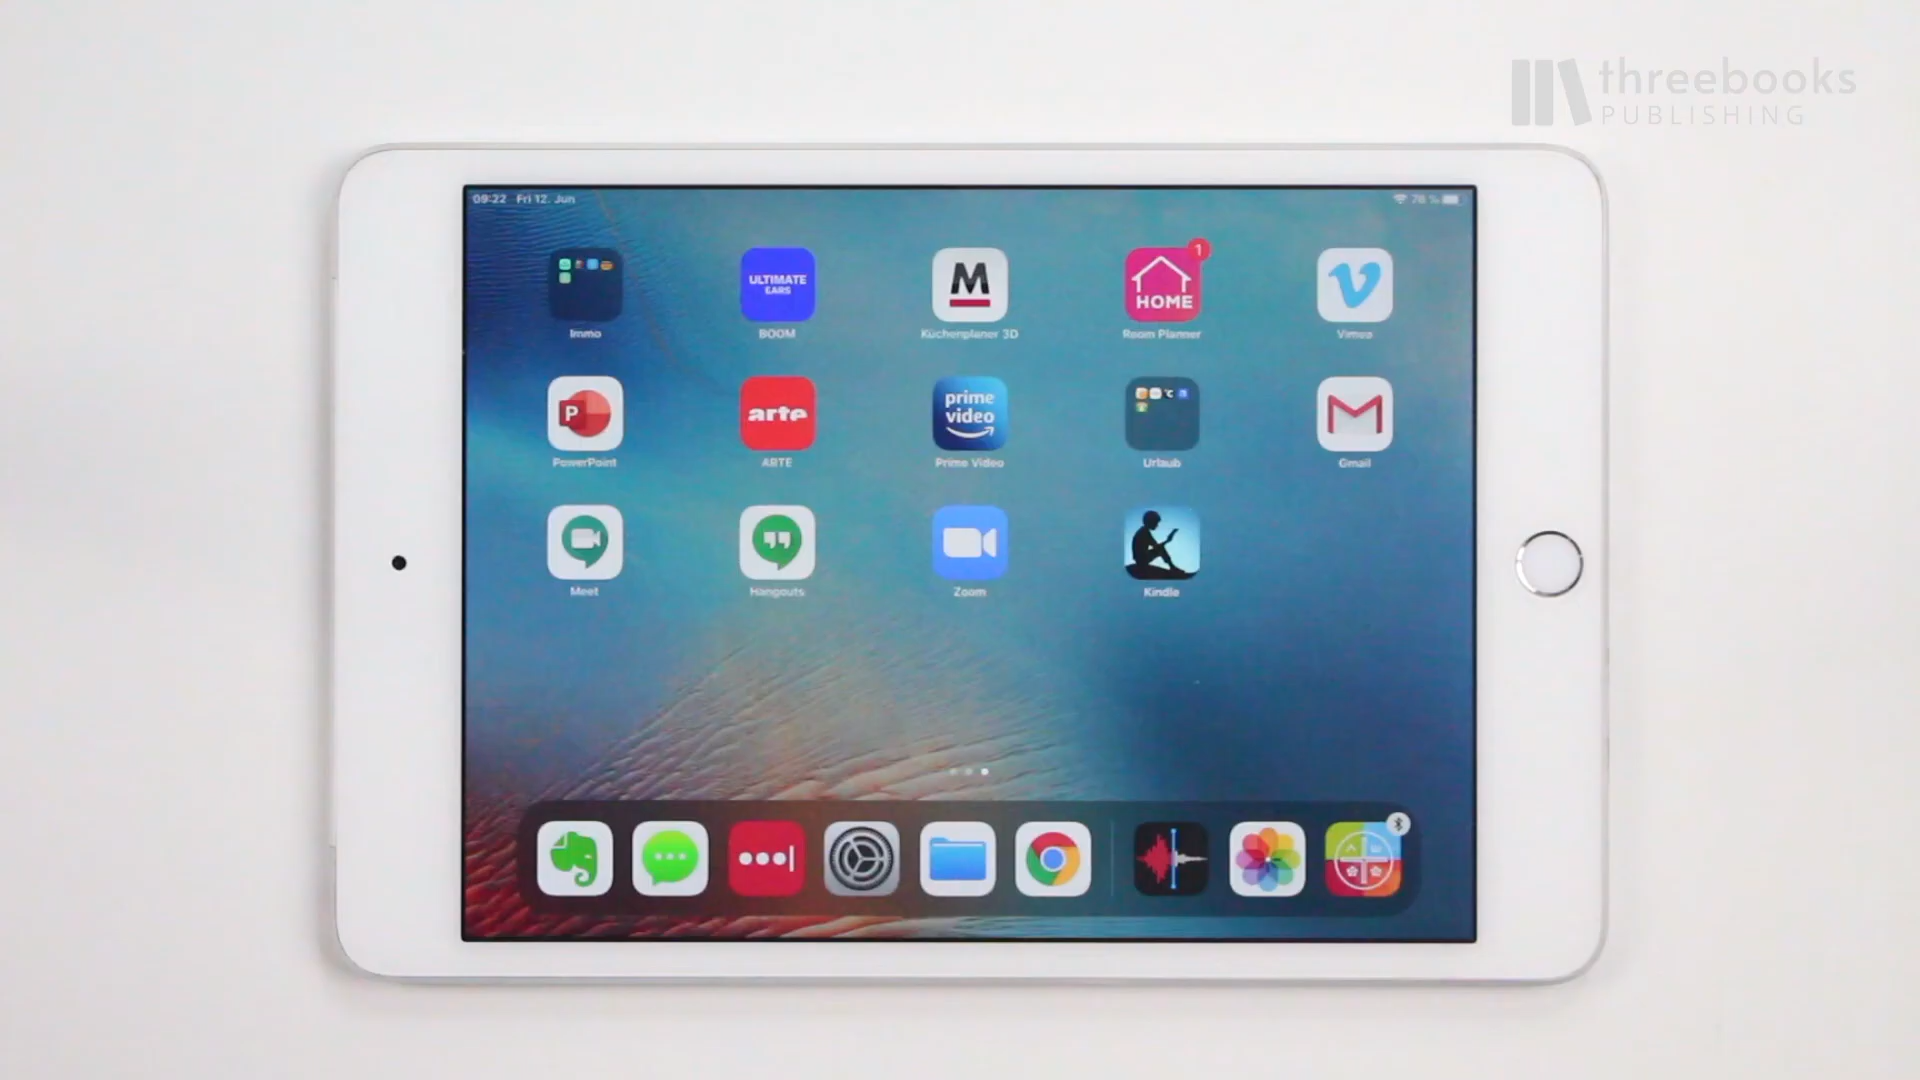 threebooks
PUBLISHING
09:22 Fri 12. Jun
76 %
ULTIMATE
EARS
M
HOME
1
Immo
BOOM
Küchenplaner 3D
Room Planner
Vimeo
P
arte
prime
video
PowerPoint
ARTE
Prime Video
Urlaub
Gmail
Meet
Hangouts
Zoom
Kindle